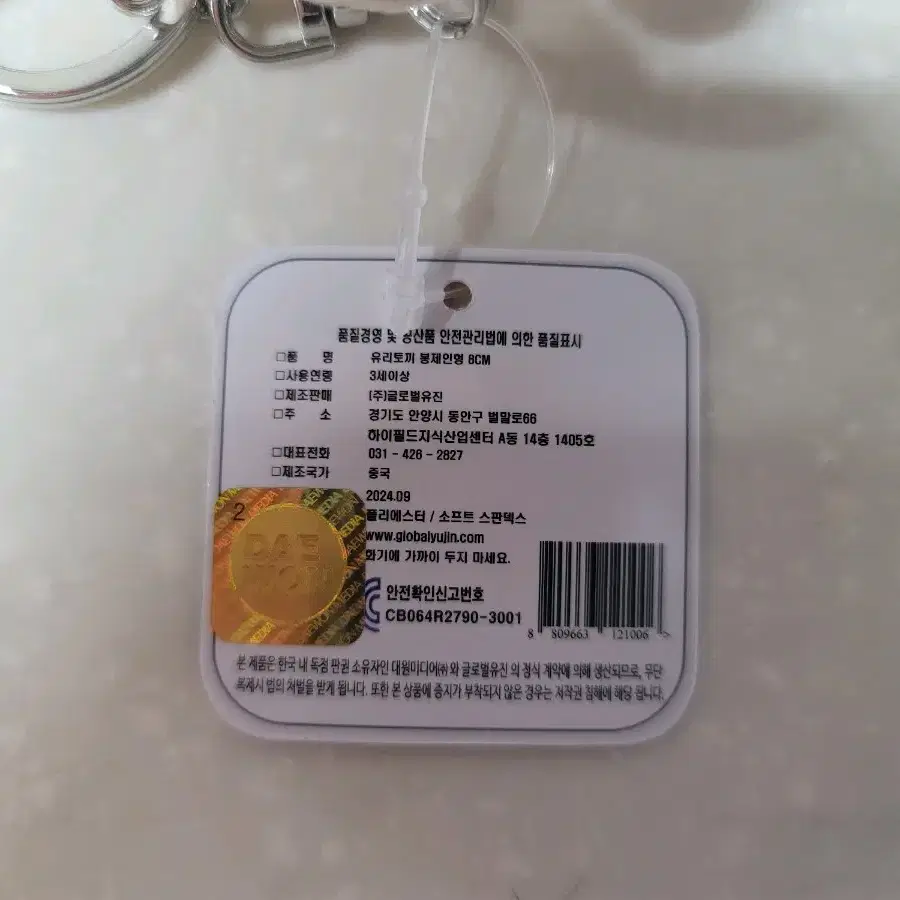 품질경영 및 공산품 안전관리법에 의한 품질표시
□품 명 유리토끼 봉제인형 8CM
□사용연령 3세이상
□제조판매 (주)글로벌유진
□주 소 경기도 안양시 동안구 벌말로66
하이필드지식산업센터 A동 14층 1405호
□대표전화 031 - 426 - 2827
□제조국가 중국
2024.09
폴리에스터 / 소프트 스판덱스
www.globalyujin.com
화기에 가까이 두지 마세요.
2
DAE
WON
안전확인신고번호
CB064R2790-3001
8 809663 121006 >
본 제품은 한국 내 독점 판권 소유자인 대원미디어㈜ 와 글로벌유진 의 정식 계약에 의해 생산되므로, 무단
복제시 법의 처벌을 받게 됩니다. 또한 본 상품에 증지가 부착되지 않은 경우는 저작권 침해에 해당 됩니다.